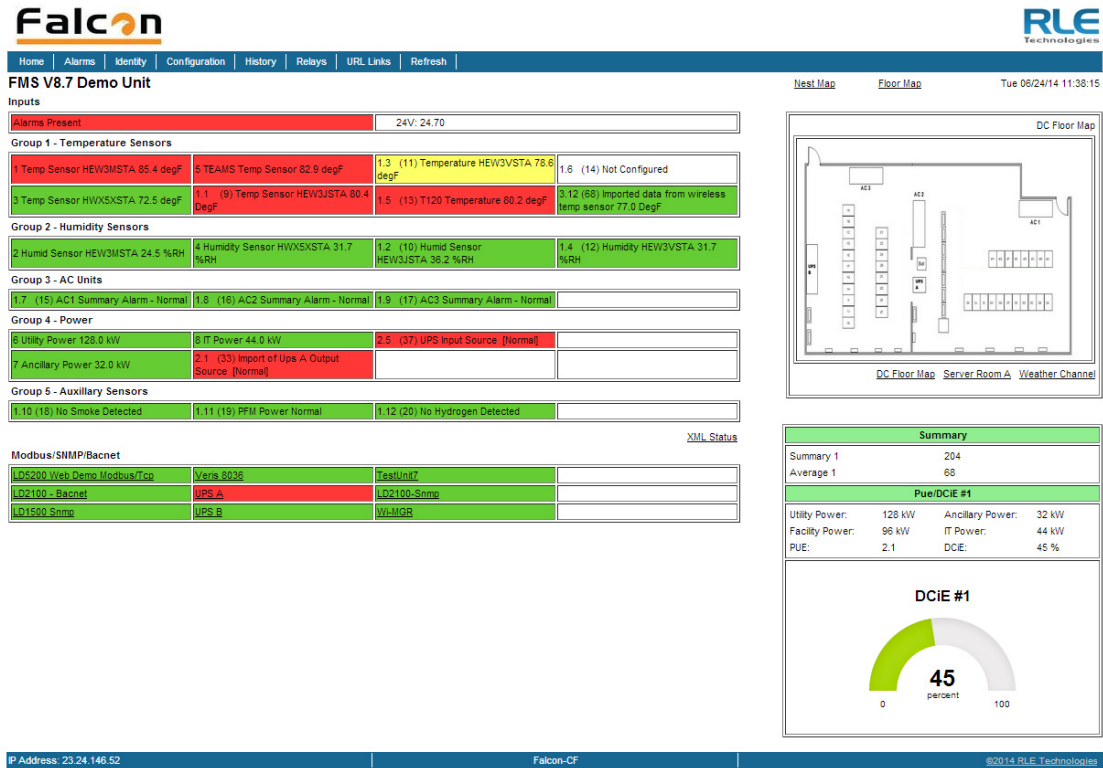 Falcon
RLE
Technologies
Home Alarms Identity Configuration History Relays URL Links Refresh
FMS V8.7 Demo Unit
Nest Map Floor Map Tue 06/24/14 11:38:15
Inputs
Alarms Present 24V: 24.70
Group 1 - Temperature Sensors
1 Temp Sensor HEW3MSTA 85.4 degF
5 TEAMS Temp Sensor 82.9 degF
1.3 (11) Temperature HEW3VSTA 78.6
degF
1.6 (14) Not Configured
3 Temp Sensor HWX5XSTA 72.5 degF
1.1 (9) Temp Sensor HEW3JSTA 80.4
DegF
1.5 (13) T120 Temperature 80.2 degF
3.12 (68) Imported data from wireless
temp sensor 77.0 DegF
Group 2 - Humidity Sensors
2 Humid Sensor HEW3MSTA 24.5 %RH
4 Humidity Sensor HWX5XSTA 31.7
%RH
1.2 (10) Humid Sensor
HEW3JSTA 36.2 %RH
1.4 (12) Humidity HEW3VSTA 31.7
%RH
Group 3 - AC Units
1.7 (15) AC1 Summary Alarm - Normal
1.8 (16) AC2 Summary Alarm - Normal
1.9 (17) AC3 Summary Alarm - Normal
Group 4 - Power
6 Utility Power 128.0 kW
8 IT Power 44.0 kW
2.5 (37) UPS Input Source [Normal]
7 Ancillary Power 32.0 kW
2.1 (33) Import of Ups A Output
Source [Normal]
Group 5 - Auxillary Sensors
1.10 (18) No Smoke Detected
1.11 (19) PFM Power Normal
1.12 (20) No Hydrogen Detected
XML Status
Modbus/SNMP/Bacnet
LD5200 Web Demo Modbus/Tcp Veris 8036 TestUnit7
LD2100 - Bacnet UPS A LD2100-Snmp
LD1500 Snmp UPS B Wi-MGR
DC Floor Map
AC3
AC2
AC1
UPS
B
UPS
A
DC Floor Map Server Room A Weather Channel
Summary
Summary 1 204
Average 1 68
Pue/DCiE #1
Utility Power: 128 kW Ancillary Power: 32 kW
Facility Power: 96 kW IT Power: 44 kW
PUE: 2.1 DCiE: 45 %
DCiE #1
45
percent
0 100
IP Address: 23.24.146.52 Falcon-CF ©2014 RLE Technologies